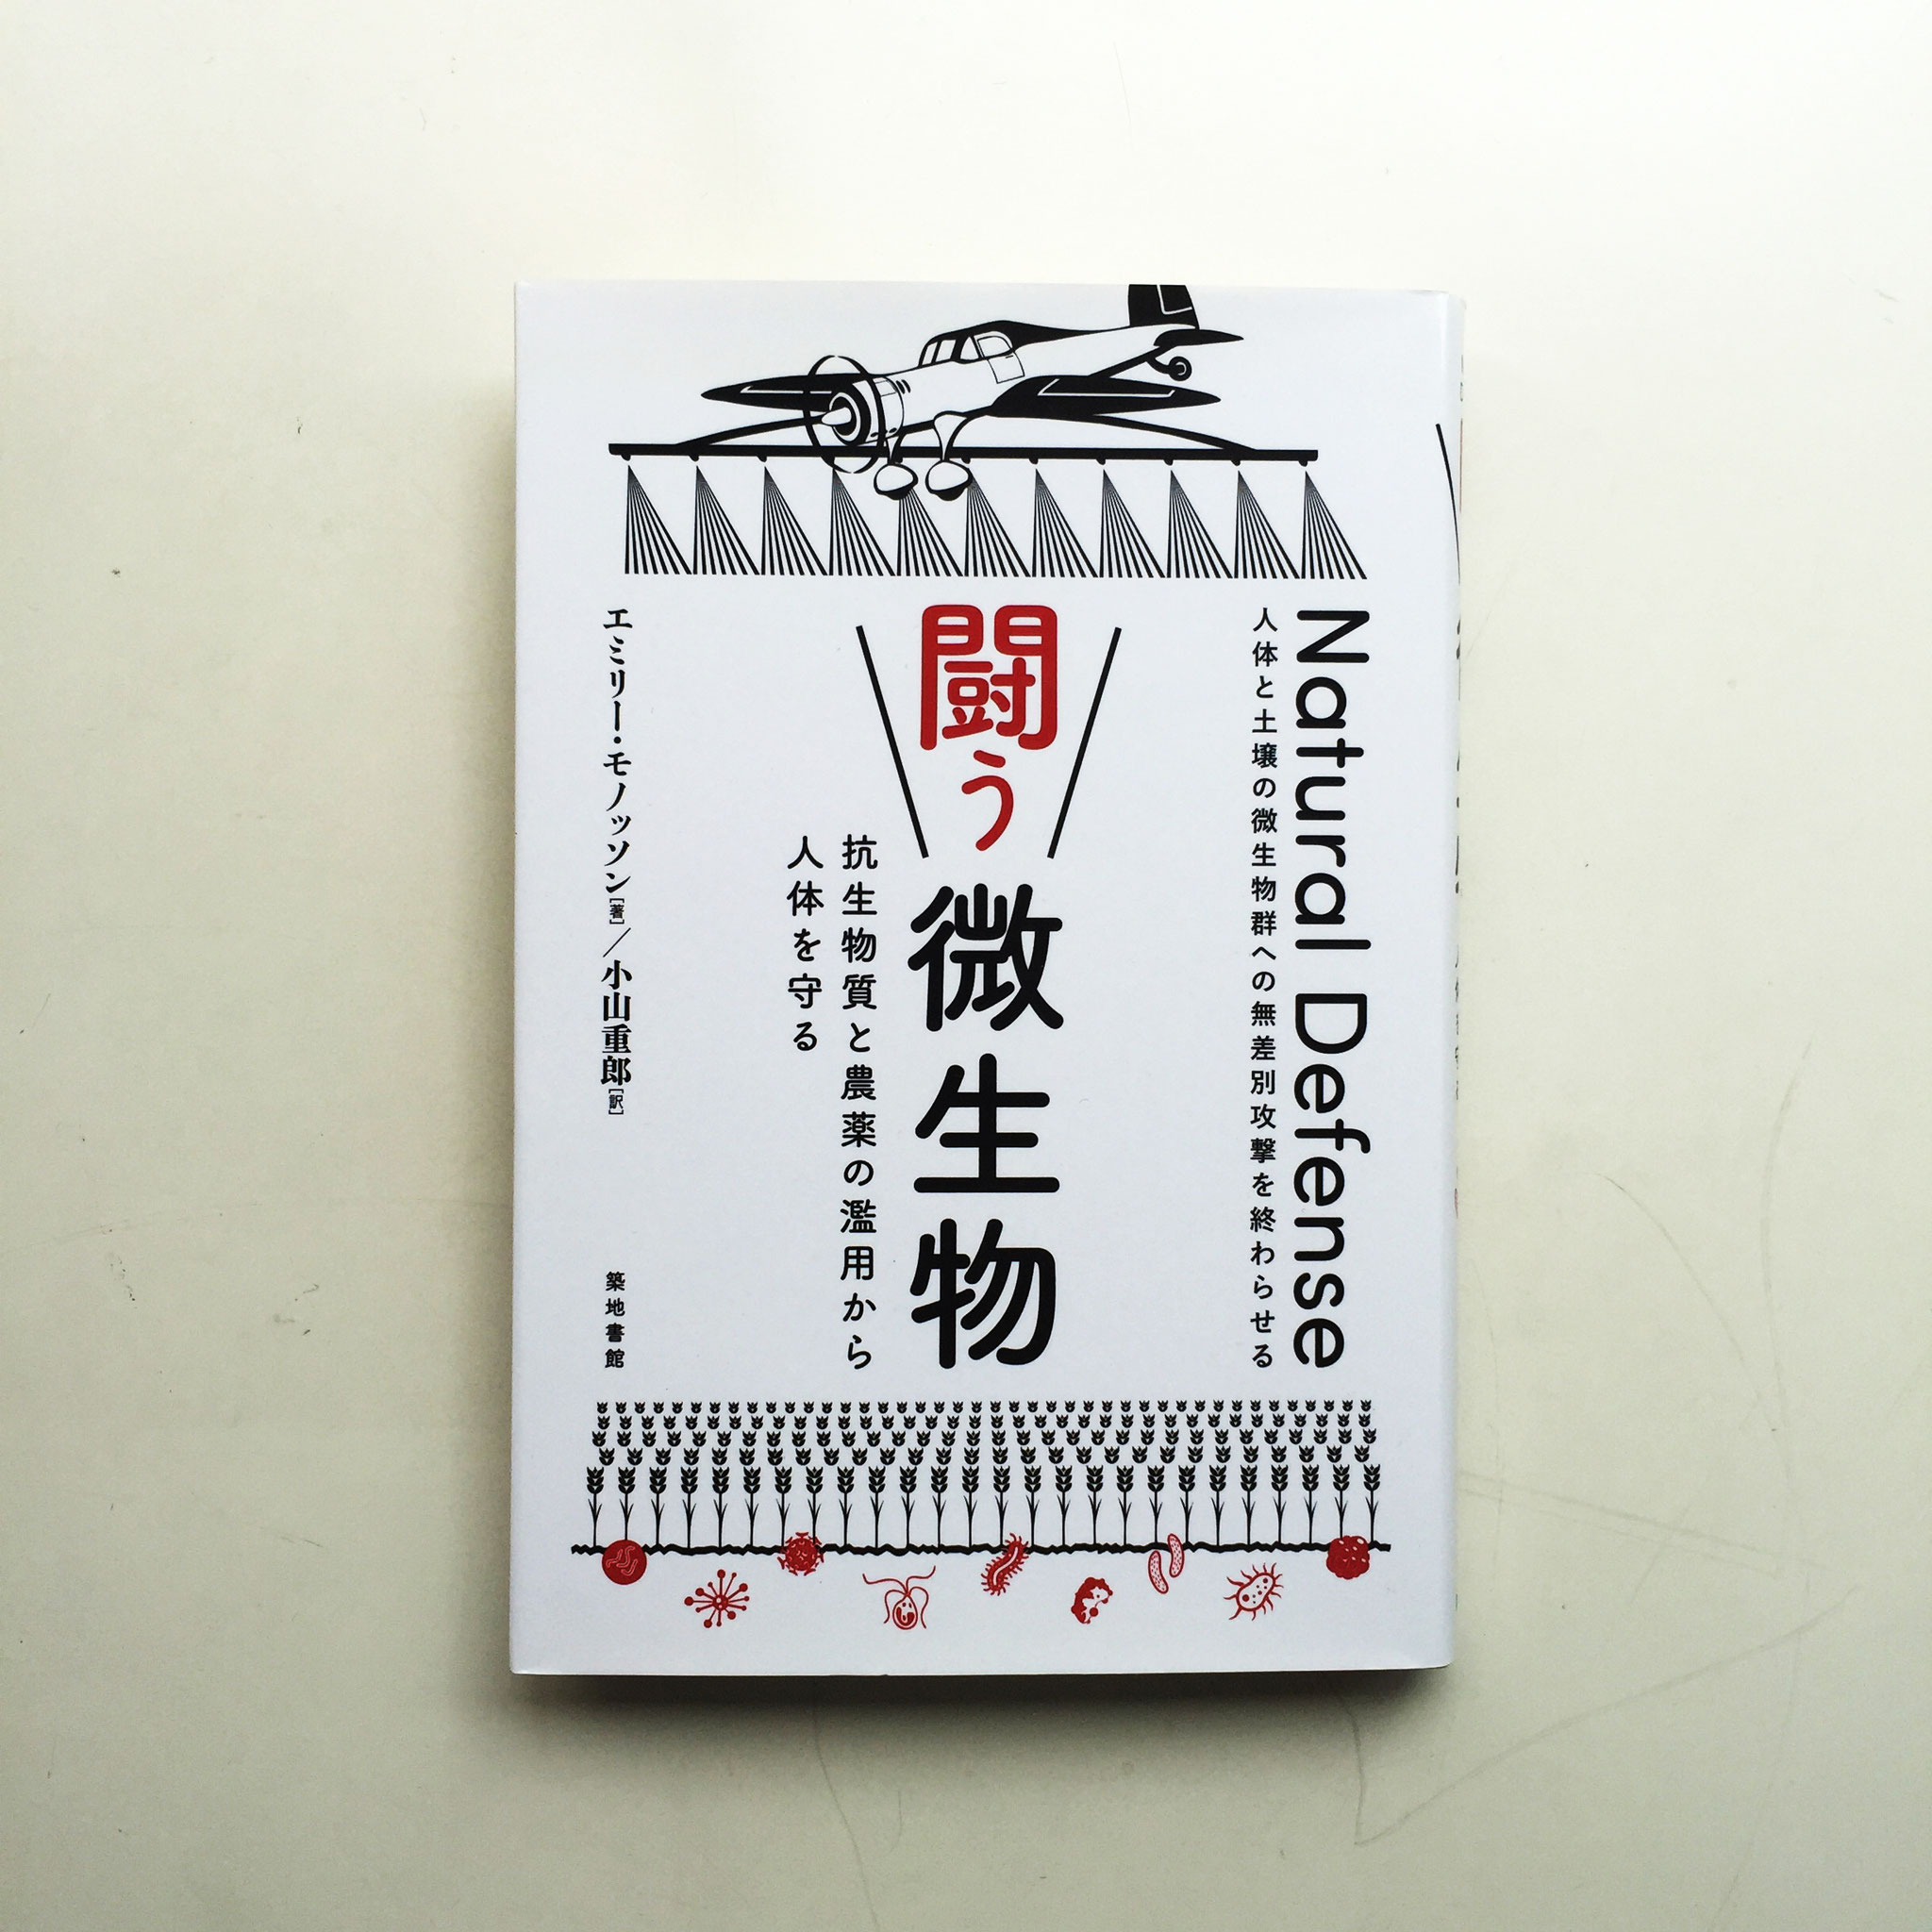 Natural Defense
人体と土壌の微生物群への無差別攻撃を終わらせる
闘う微生物
抗生物質と農薬の濫用から
人体を守る
エミリー・モノッソン[著]／小山重郎[訳]
築地書館